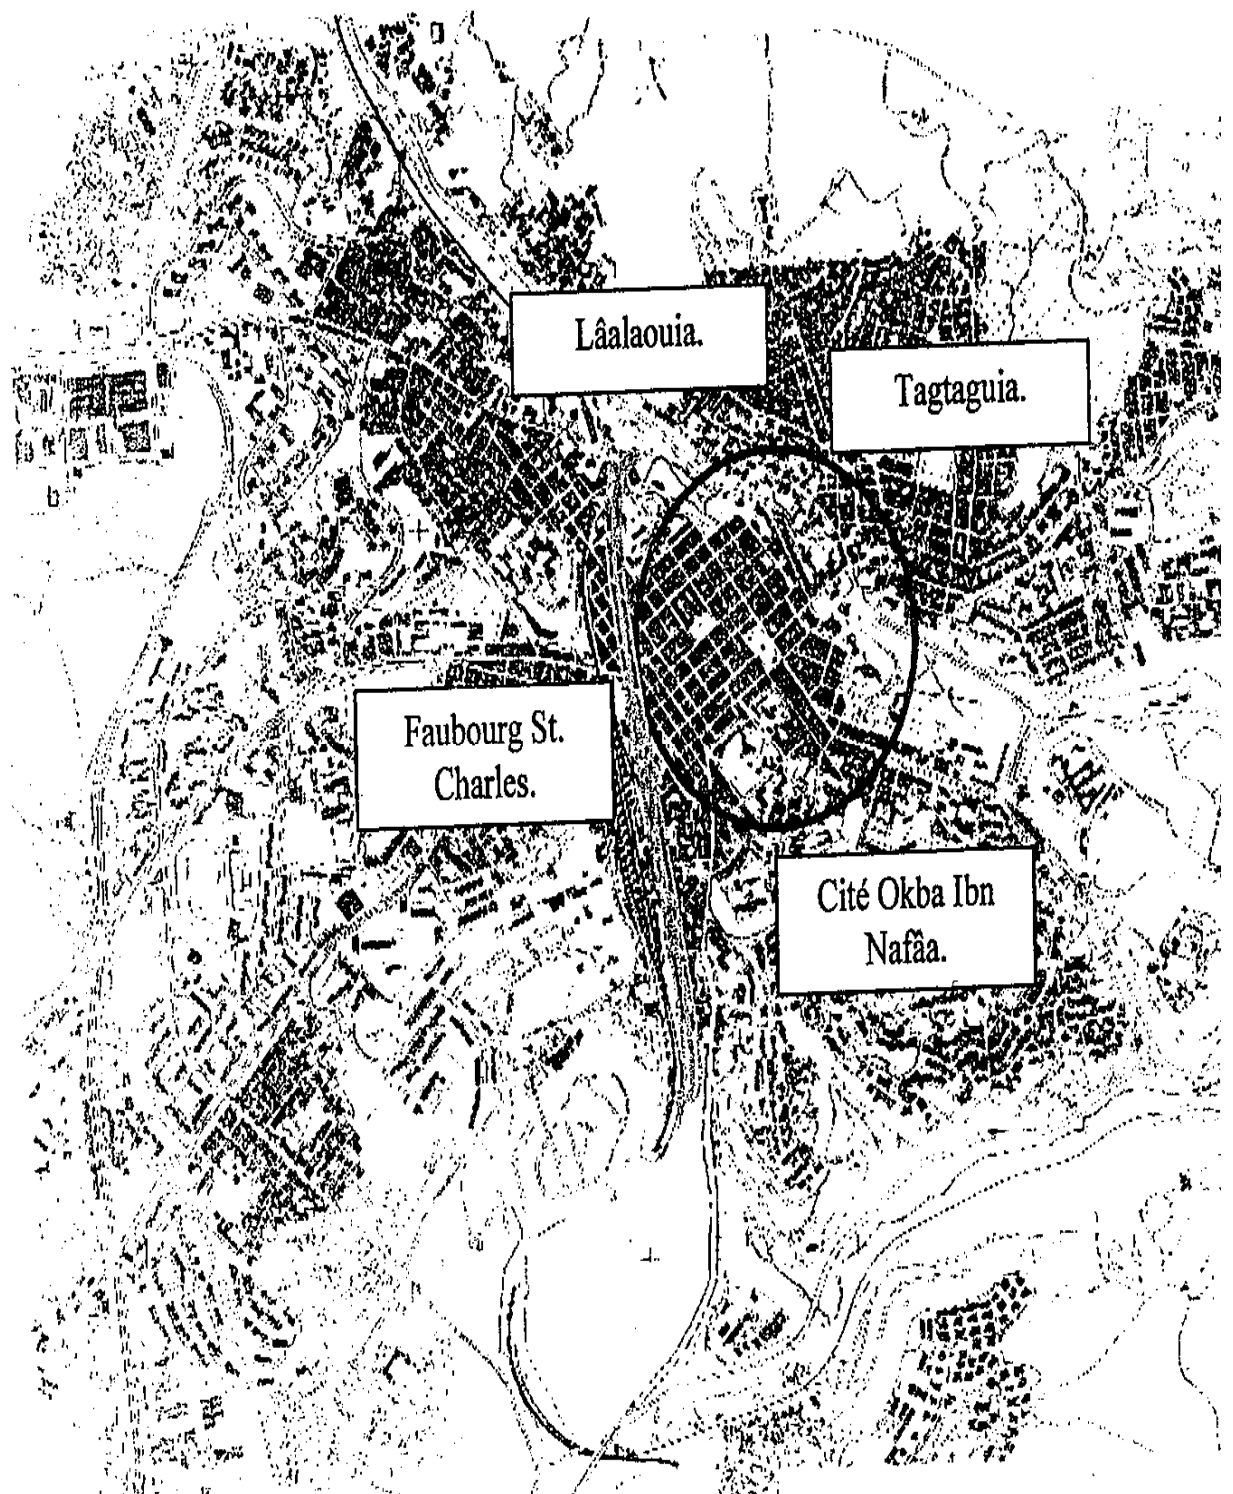 Lâalaouia.
Tagtaguia.
Faubourg St.
Charles.
Cité Okba Ibn
Nafâa.